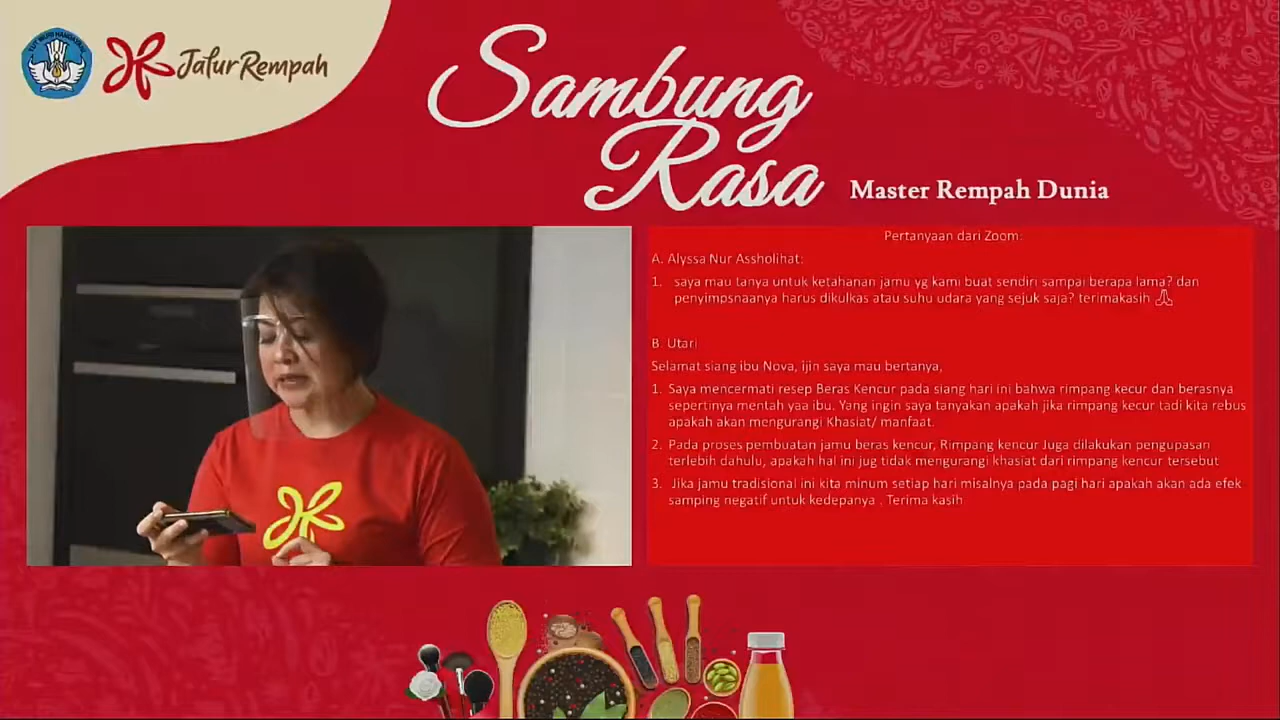 TUT WURI HANDAYANI
Jalur Rempah
Sambung
Rasa
Master Rempah Dunia
Pertanyaan dari Zoom:
A. Alyssa Nur Assholihat:
1. saya mau tanya untuk ketahanan jamu yg kami buat sendiri sampai berapa lama? dan
penyimpsnaanya harus dikulkas atau suhu udara yang sejuk saja? terimakasih 🙏
B. Utari
Selamat siang ibu Nova, ijin saya mau bertanya,
1. Saya mencermati resep Beras Kencur pada siang hari ini bahwa rimpang kecur dan berasnya
sepertinya mentah yaa ibu. Yang ingin saya tanyakan apakah jika rimpang kecur tadi kita rebus
apakah akan mengurangi Khasiat/ manfaat.
2. Pada proses pembuatan jamu beras kencur, Rimpang kencur Juga dilakukan pengupasan
terlebih dahulu, apakah hal ini jug tidak mengurangi khasiat dari rimpang kencur tersebut
3. Jika jamu tradisional ini kita minum setiap hari misalnya pada pagi hari apakah akan ada efek
samping negatif untuk kedepanya . Terima kasih